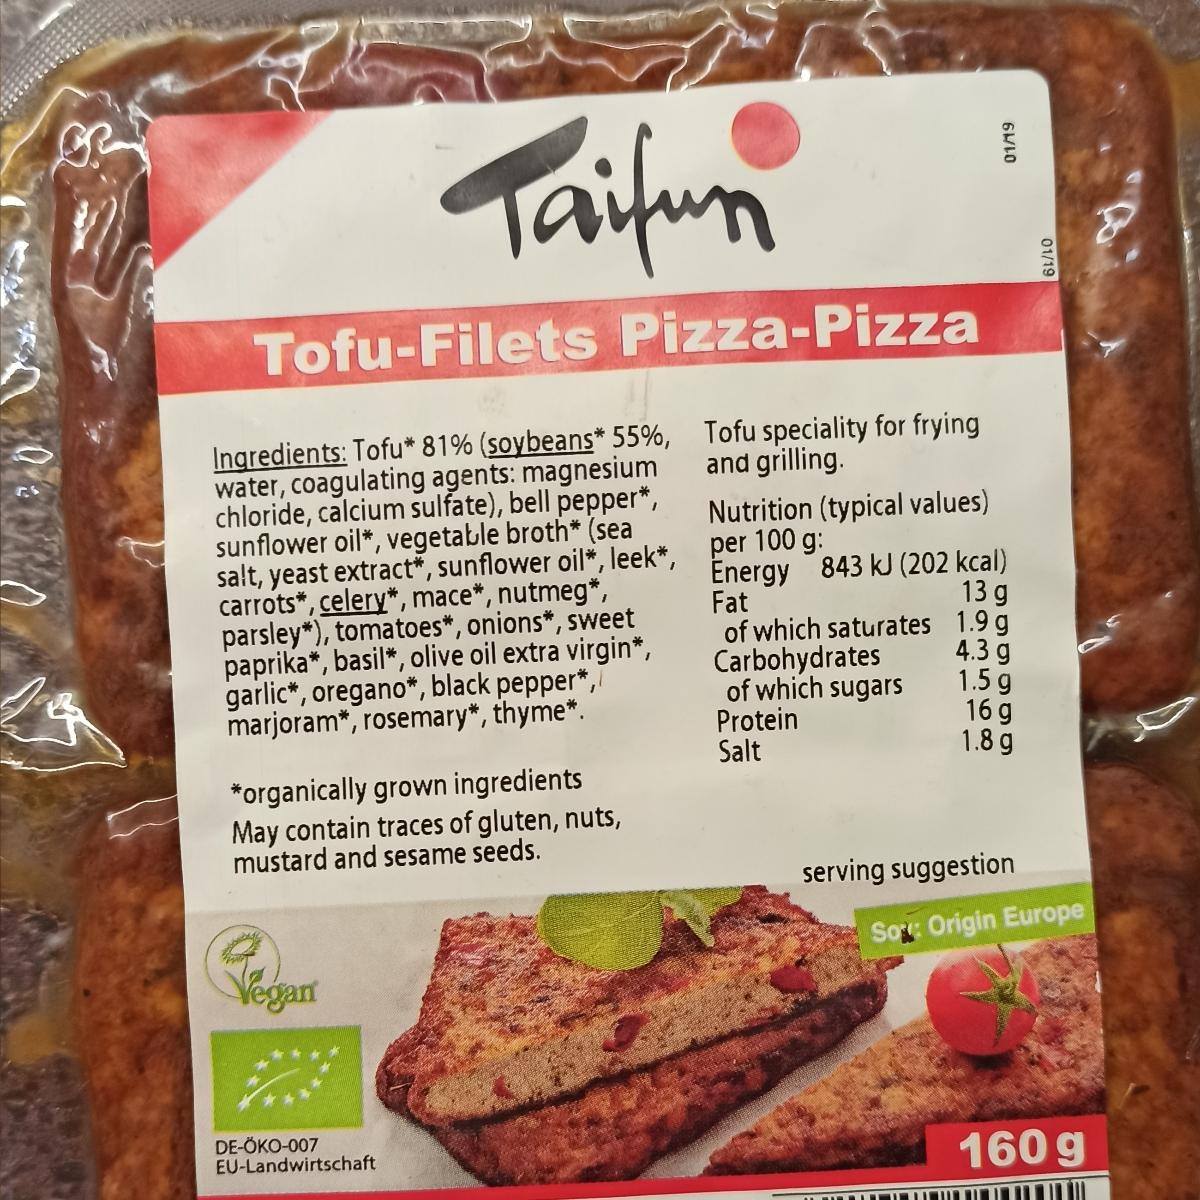 Taifun
01/19
01/19
Tofu-Filets Pizza-Pizza
Ingredients: Tofu* 81% (soybeans* 55%,
water, coagulating agents: magnesium
chloride, calcium sulfate), bell pepper*,
sunflower oil*, vegetable broth* (sea
salt, yeast extract*, sunflower oil*, leek*,
carrots*, celery*, mace*, nutmeg*,
parsley*), tomatoes*, onions*, sweet
paprika*, basil*, olive oil extra virgin*,
garlic*, oregano*, black pepper*,
marjoram*, rosemary*, thyme*.
*organically grown ingredients
May contain traces of gluten, nuts,
mustard and sesame seeds.
Tofu speciality for frying
and grilling.
Nutrition (typical values)
per 100 g:
Energy 843 kJ (202 kcal)
Fat 13 g
of which saturates 1.9 g
Carbohydrates 4.3 g
of which sugars 1.5 g
Protein 16 g
Salt 1.8 g
serving suggestion
Soy: Origin Europe
Vegan
DE-ÖKO-007
EU-Landwirtschaft
160 g